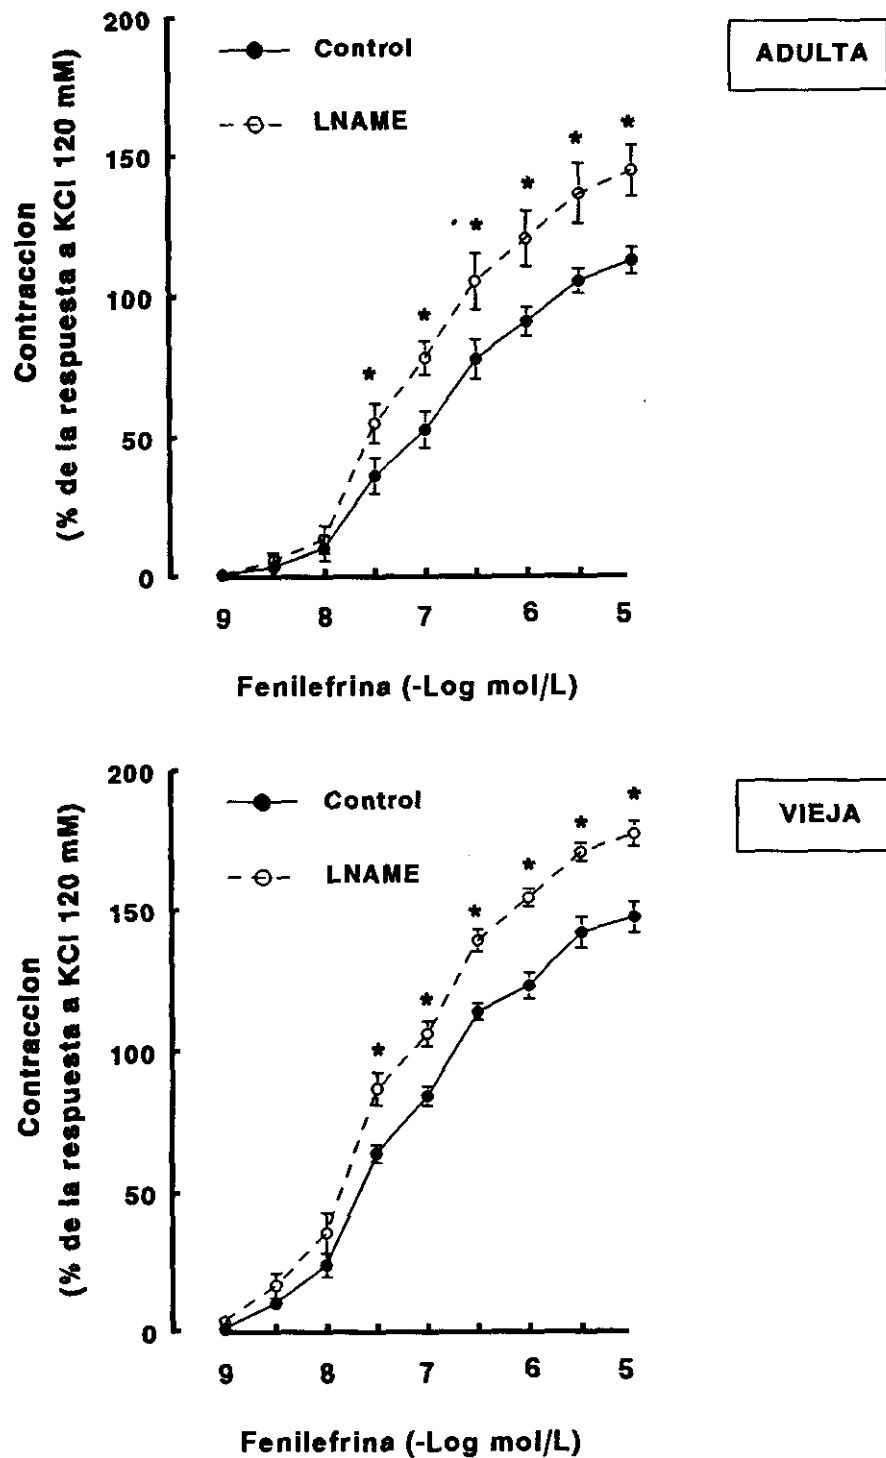 200
Control
ADULTA
LNAME
150
100
50
0
Contraccion
(% de la respuesta a KCl 120 mM)
* * * * * *
9 8 7 6 5
Fenilefrina (-Log mol/L)
200
Control
VIEJA
LNAME
150
100
50
0
Contraccion
(% de la respuesta a KCl 120 mM)
* * * * * *
9 8 7 6 5
Fenilefrina (-Log mol/L)